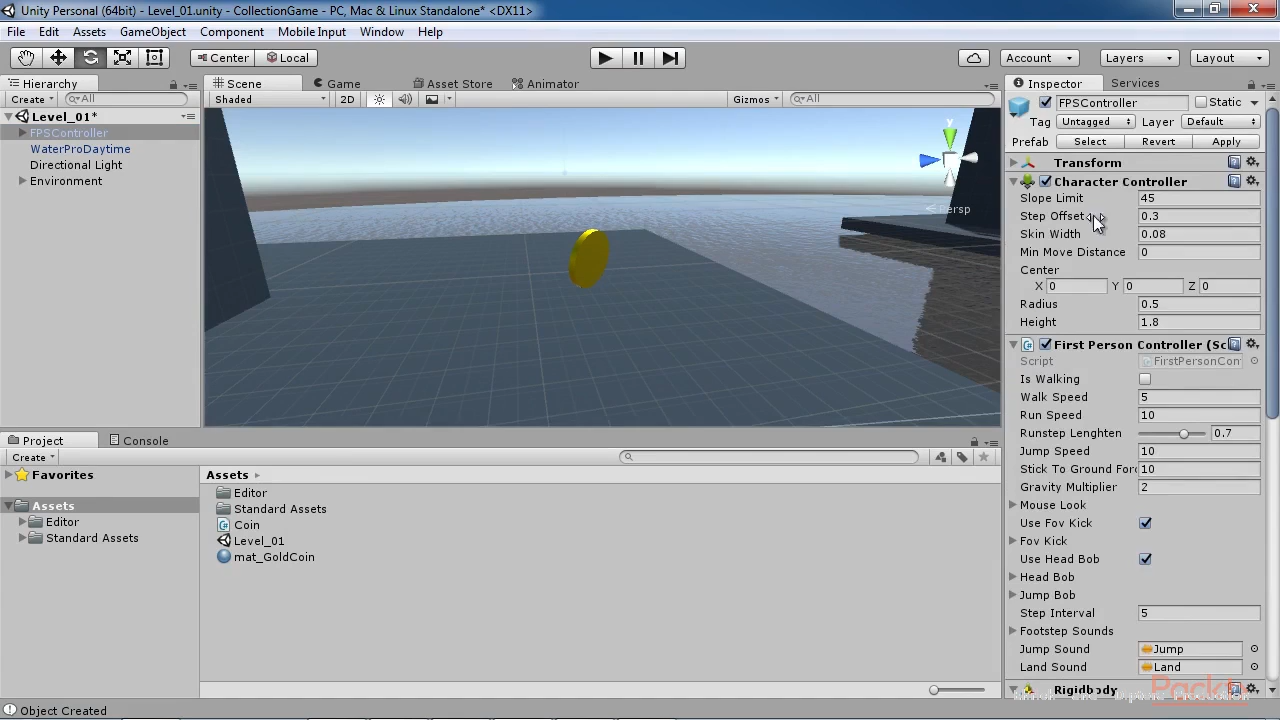 Unity Personal (64bit) - Level_01.unity - CollectionGame - PC, Mac & Linux Standalone* <DX11>
File Edit Assets GameObject Component Mobile Input Window Help
Center Local Account Layers Layout
Hierarchy
Create All
Level_01*
FPSController
WaterProDaytime
Directional Light
Environment
Scene Game Asset Store Animator
Shaded 2D Gizmos All
y
Persp
Inspector Services
FPSController Static
Tag Untagged Layer Default
Prefab Select Revert Apply
Transform
Character Controller
Slope Limit 45
Step Offset 0.3
Skin Width 0.08
Min Move Distance 0
Center
X 0 Y 0 Z 0
Radius 0.5
Height 1.8
First Person Controller (Sc
Script FirstPersonCon
Is Walking
Walk Speed 5
Run Speed 10
Runstep Lenghten 0.7
Jump Speed 10
Stick To Ground Forc 10
Gravity Multiplier 2
Mouse Look
Use Fov Kick
Fov Kick
Use Head Bob
Head Bob
Jump Bob
Step Interval 5
Footstep Sounds
Jump Sound Jump
Land Sound Land
Rigidbody
Packt
Project Console
Create
Favorites
Assets
Editor
Standard Assets
Assets
Editor
Standard Assets
Coin
Level_01
mat_GoldCoin
Object Created